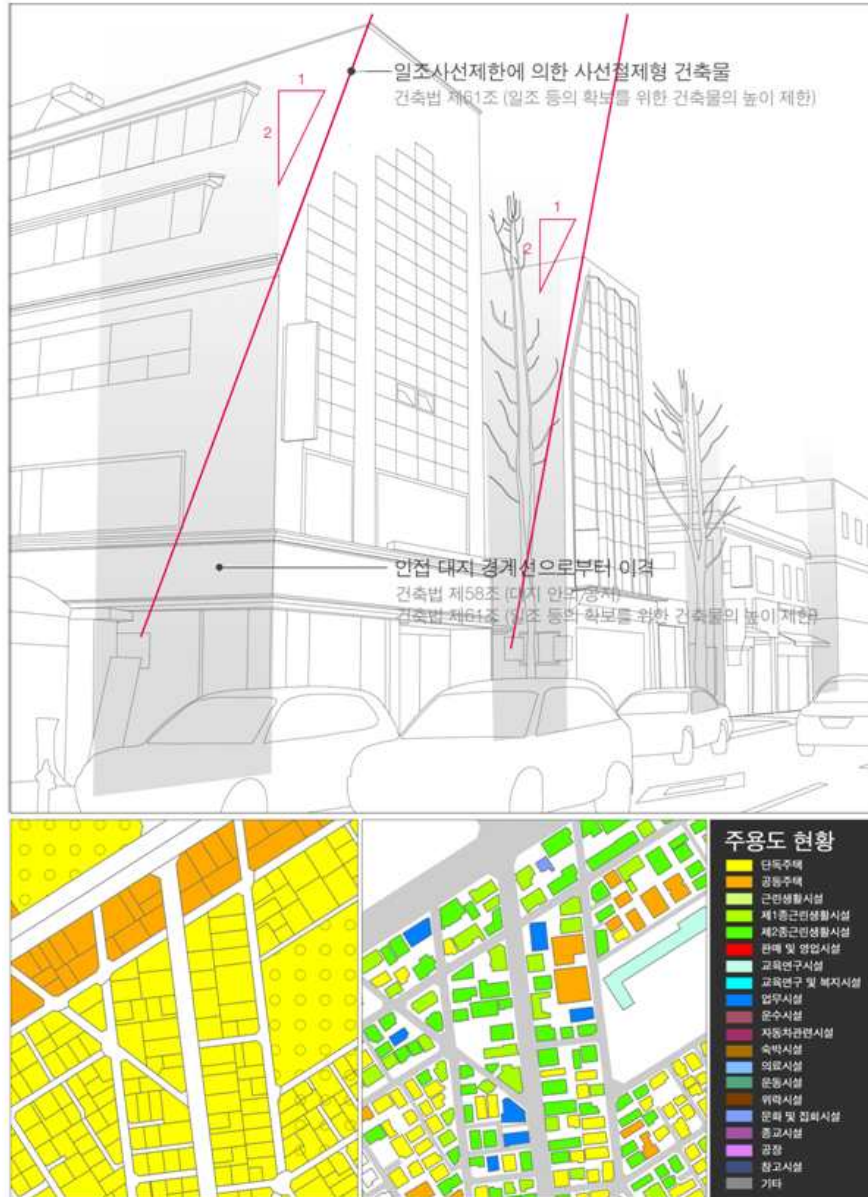 일조사선제한에 의한 사선절제형 건축물
건축법 제61조 (일조 등의 확보를 위한 건축물의 높이 제한)
1
2
1
2
인접 대지 경계선으로부터 이격
건축법 제58조 (대지 안의 공지)
건축법 제61조 (일조 등의 확보를 위한 건축물의 높이 제한)
주용도 현황
단독주택
공동주택
근린생활시설
제1종근린생활시설
제2종근린생활시설
판매 및 영업시설
교육연구시설
교육연구 및 복지시설
업무시설
운수시설
자동차관련시설
숙박시설
의료시설
운동시설
위락시설
문화 및 집회시설
종교시설
공장
창고시설
기타